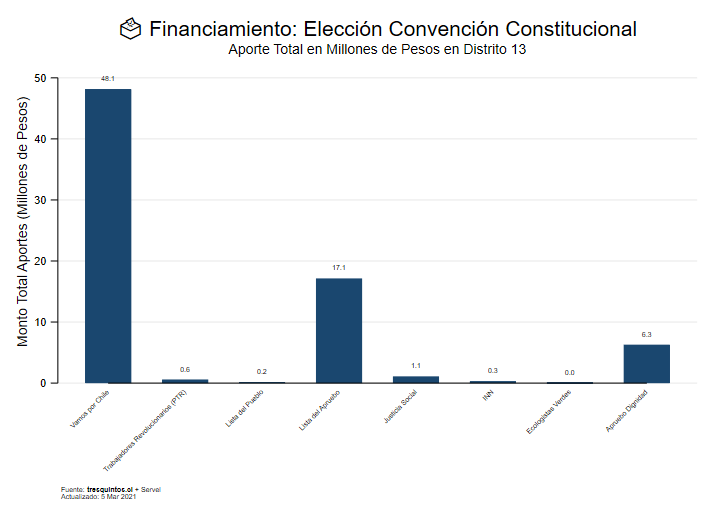 Financiamiento: Elección Convención Constitucional
Aporte Total en Millones de Pesos en Distrito 13
Monto Total Aportes (Millones de Pesos)
50
40
30
20
10
0
48.1
0.6
0.2
17.1
1.1
0.3
0.0
6.3
Vamos por Chile
Trabajadores Revolucionarios (PTR)
Lista del Pueblo
Lista del Apruebo
Justicia Social
INN
Ecologistas Verdes
Apruebo Dignidad
Fuente: tresquintos.cl + Servel
Actualizado: 5 Mar 2021